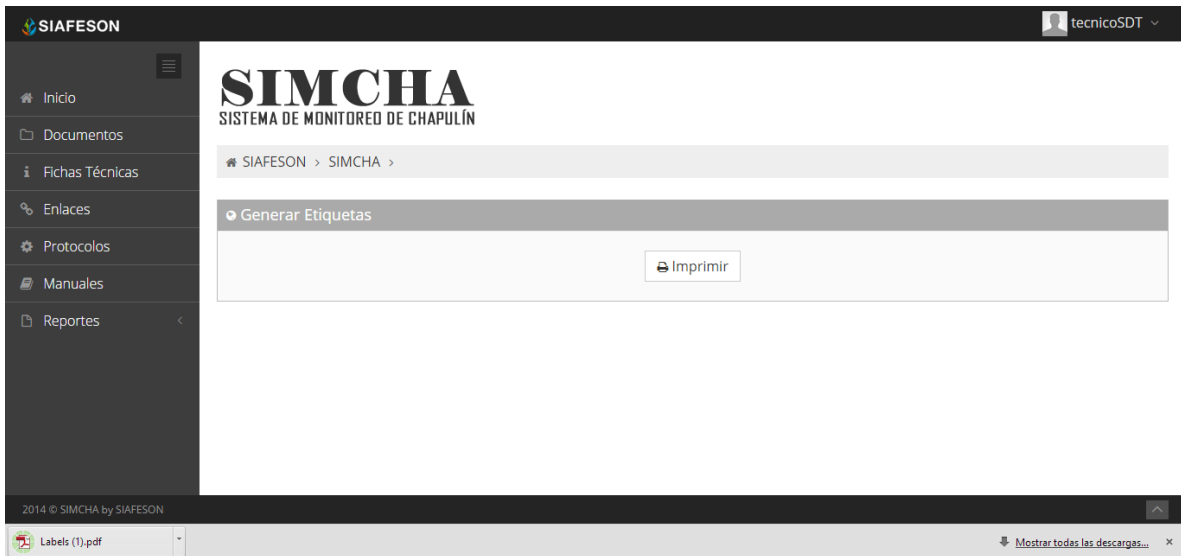 SIAFESON
tecnicoSDT
Inicio
Documentos
Fichas Técnicas
Enlaces
Protocolos
Manuales
Reportes
SIMCHA
SISTEMA DE MONITOREO DE CHAPULÍN
SIAFESON > SIMCHA >
Generar Etiquetas
Imprimir
2014 © SIMCHA by SIAFESON
Labels (1).pdf
Mostrar todas las descargas...